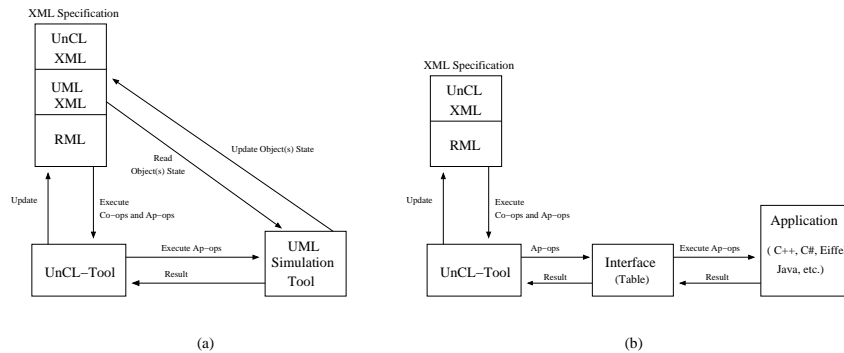 XML Specification
UnCL
XML
UML
XML
RML
Update Object(s) State
Read
Object(s) State
Update
Execute
Co−ops and Ap−ops
UnCL−Tool
Execute Ap−ops
Result
UML
Simulation
Tool
(a)
XML Specification
UnCL
XML
RML
Update
Execute
Co−ops and Ap−ops
UnCL−Tool
Ap−ops
Result
Interface
(Table)
Execute Ap−ops
Result
Application
( C++, C#, Eiffe
Java, etc.)
(b)